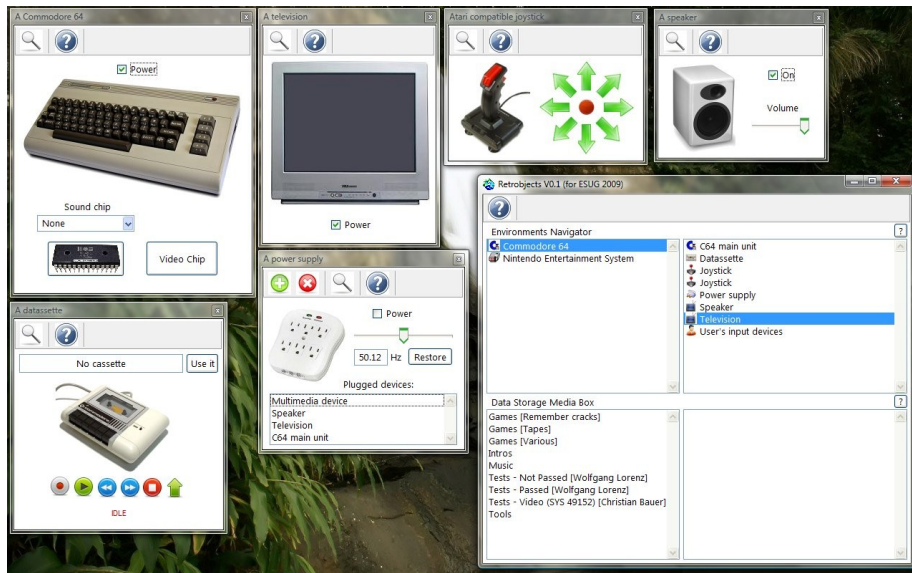 A Commodore 64
Power
Sound chip
None
Video Chip
A television
Power
Atari compatible joystick
A speaker
On
Volume
A datassette
No cassette
Use it
IDLE
A power supply
Power
50.12 Hz Restore
Plugged devices:
Multimedia device
Speaker
Television
C64 main unit
Retrobjects V0.1 (for ESUG 2009)
Environments Navigator
?
Commodore 64
Nintendo Entertainment System
C64 main unit
Datassette
Joystick
Joystick
Power supply
Speaker
Television
User's input devices
Data Storage Media Box
?
Games [Remember cracks]
Games [Tapes]
Games [Various]
Intros
Music
Tests - Not Passed [Wolfgang Lorenz]
Tests - Passed [Wolfgang Lorenz]
Tests - Video (SYS 49152) [Christian Bauer]
Tools